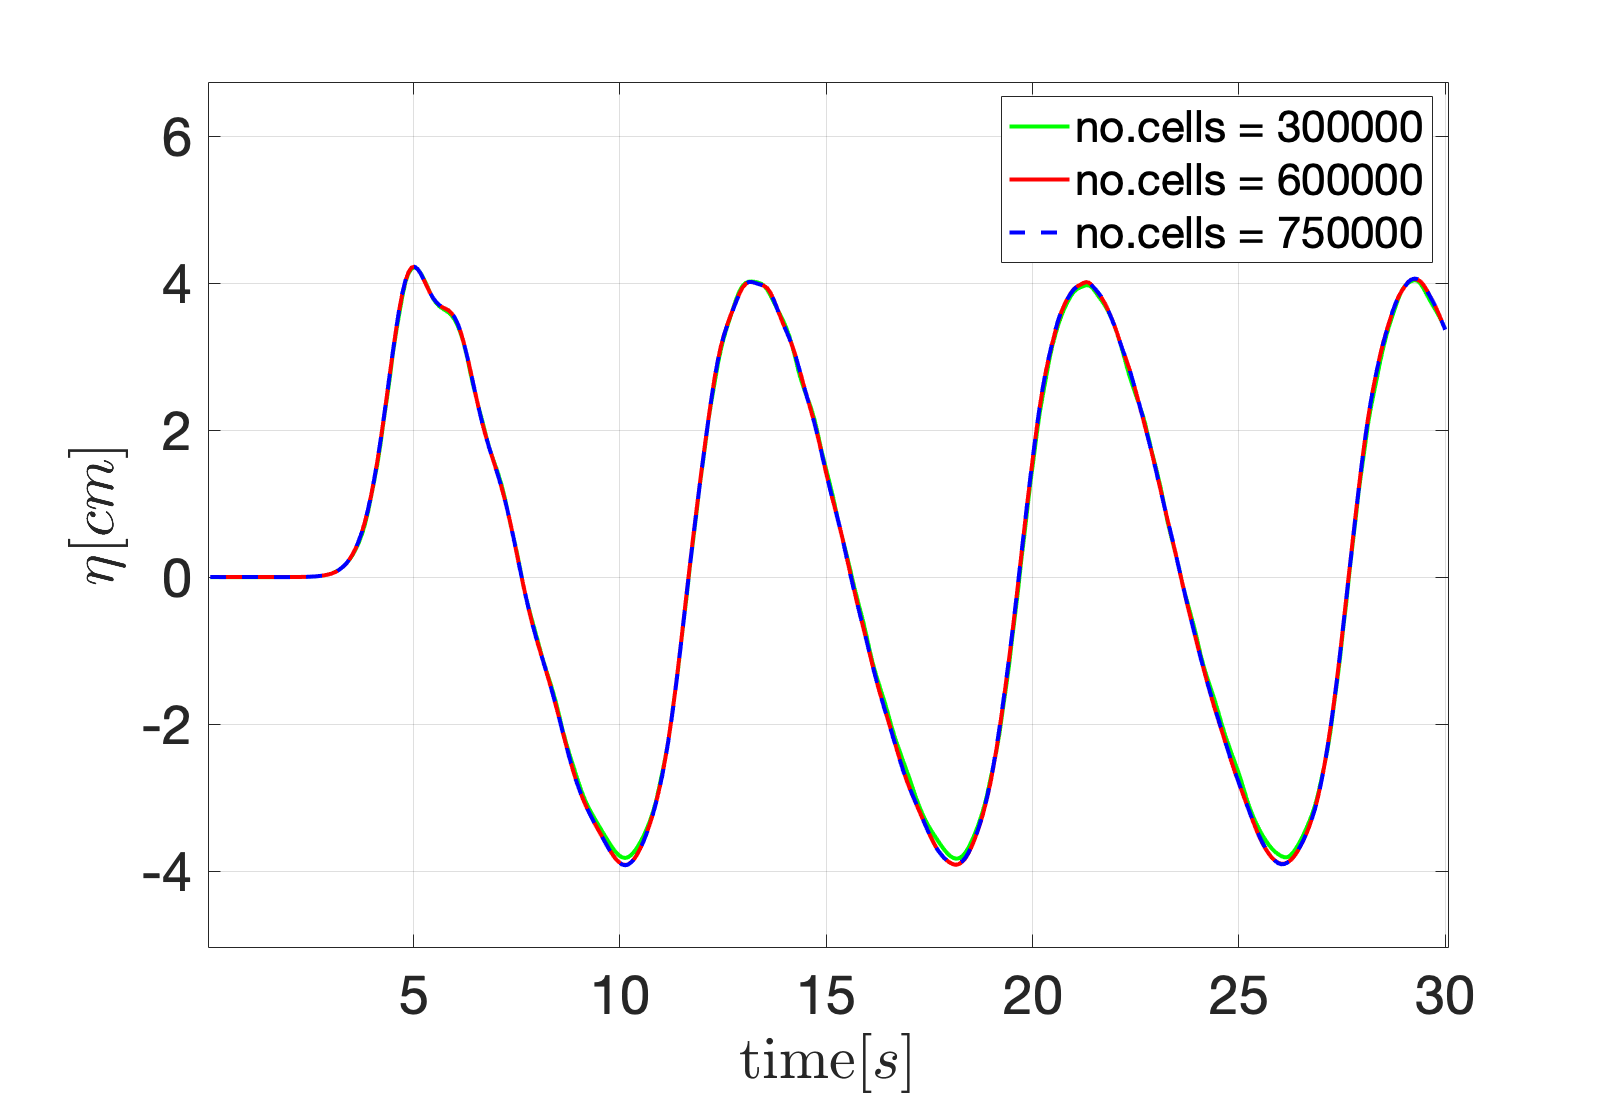 no.cells = 300000
no.cells = 600000
no.cells = 750000
6
4
2
0
-2
-4
η[cm]
5 10 15 20 25 30
time[s]